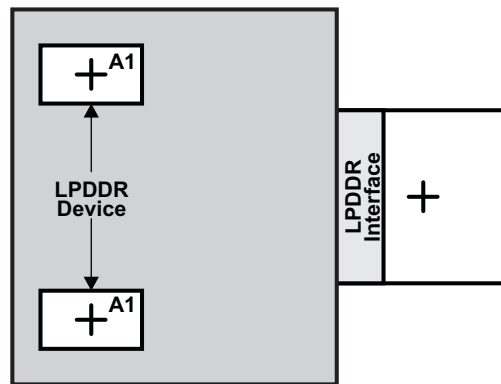 A1
LPDDR
Device
LPDDR
Interface
A1